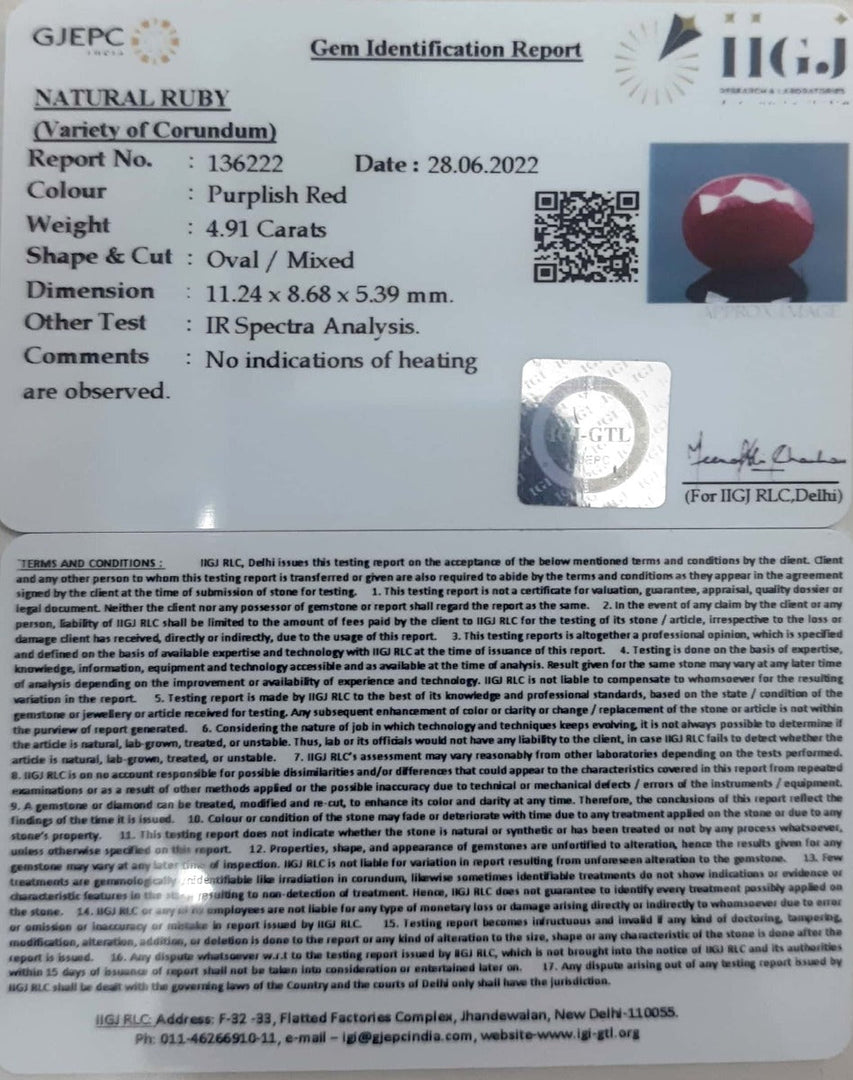 GJEPC
INDIA
Gem Identification Report
IIGJ
RESEARCH & LABORATORIES
NATURAL RUBY
(Variety of Corundum)
Report No. : 136222 Date : 28.06.2022
Colour : Purplish Red
Weight : 4.91 Carats
Shape & Cut : Oval / Mixed
Dimension : 11.24 x 8.68 x 5.39 mm.
Other Test : IR Spectra Analysis.
Comments : No indications of heating
are observed.
APPROX IMAGE
IGI-GTL
GJEPC
(For IIGJ RLC,Delhi)
TERMS AND CONDITIONS : IIGJ RLC, Delhi issues this testing report on the acceptance of the below mentioned terms and conditions by the client. Client
and any other person to whom this testing report is transferred or given are also required to abide by the terms and conditions as they appear in the agreement
signed by the client at the time of submission of stone for testing. 1. This testing report is not a certificate for valuation, guarantee, appraisal, quality dossier or
legal document. Neither the client nor any possessor of gemstone or report shall regard the report as the same. 2. In the event of any claim by the client or any
person, liability of IIGJ RLC shall be limited to the amount of fees paid by the client to IIGJ RLC for the testing of its stone / article, irrespective to the loss or
damage client has received, directly or indirectly, due to the usage of this report. 3. This testing reports is altogether a professional opinion, which is specified
and defined on the basis of available expertise and technology with IIGJ RLC at the time of issuance of this report. 4. Testing is done on the basis of expertise,
knowledge, information, equipment and technology accessible and as available at the time of analysis. Result given for the same stone may vary at any later time
of analysis depending on the improvement or availability of experience and technology. IIGJ RLC is not liable to compensate to whomsoever for the resulting
variation in the report. 5. Testing report is made by IIGJ RLC to the best of its knowledge and professional standards, based on the state / condition of the
gemstone or jewellery or article received for testing. Any subsequent enhancement of color or clarity or change / replacement of the stone or article is not within
the purview of report generated. 6. Considering the nature of job in which technology and techniques keeps evolving, it is not always possible to determine if
the article is natural, lab-grown, treated, or unstable. Thus, lab or its officials would not have any liability to the client, in case IIGJ RLC fails to detect whether the
article is natural, lab-grown, treated, or unstable. 7. IIGJ RLC's assessment may vary reasonably from other laboratories depending on the tests performed.
8. IIGJ RLC is on no account responsible for possible dissimilarities and/or differences that could appear to the characteristics covered in this report from repeated
examinations or as a result of other methods applied or the possible inaccuracy due to technical or mechanical defects / errors of the instruments / equipment.
9. A gemstone or diamond can be treated, modified and re-cut, to enhance its color and clarity at any time. Therefore, the conclusions of this report reflect the
findings of the time it is issued. 10. Colour or condition of the stone may fade or deteriorate with time due to any treatment applied on the stone or due to any
stone's property. 11. This testing report does not indicate whether the stone is natural or synthetic or has been treated or not by any process whatsoever,
unless otherwise specified on this report. 12. Properties, shape, and appearance of gemstones are unfortified to alteration, hence the results given for any
gemstone may vary at any later time of inspection. IIGJ RLC is not liable for variation in report resulting from unforeseen alteration to the gemstone. 13. Few
treatments are gemmologically unidentifiable like irradiation in corundum, likewise sometimes identifiable treatments do not show indications or evidence or
characteristic features in the stone resulting to non-detection of treatment. Hence, IIGJ RLC does not guarantee to identify every treatment possibly applied on
the stone. 14. IIGJ RLC or any of its employees are not liable for any type of monetary loss or damage arising directly or indirectly to whomsoever due to error
or omission or inaccuracy or mistake in report issued by IIGJ RLC. 15. Testing report becomes infructuous and invalid if any kind of doctoring, tampering,
modification, alteration, addition, or deletion is done to the report or any kind of alteration to the size, shape or any characteristic of the stone is done after the
report is issued. 16. Any dispute whatsoever w.r.t to the testing report issued by IIGJ RLC, which is not brought into the notice of IIGJ RLC and its authorities
within 15 days of issuance of report shall not be taken into consideration or entertained later on. 17. Any dispute arising out of any testing report issued by
IIGJ RLC shall be dealt with the governing laws of the Country and the courts of Delhi only shall have the jurisdiction.
IIGJ RLC: Address: F-32 -33, Flatted Factories Complex, Jhandewalan, New Delhi-110055.
Ph: 011-46266910-11, e-mail – igi@gjepcindia.com, website-www.igi-gtl.org